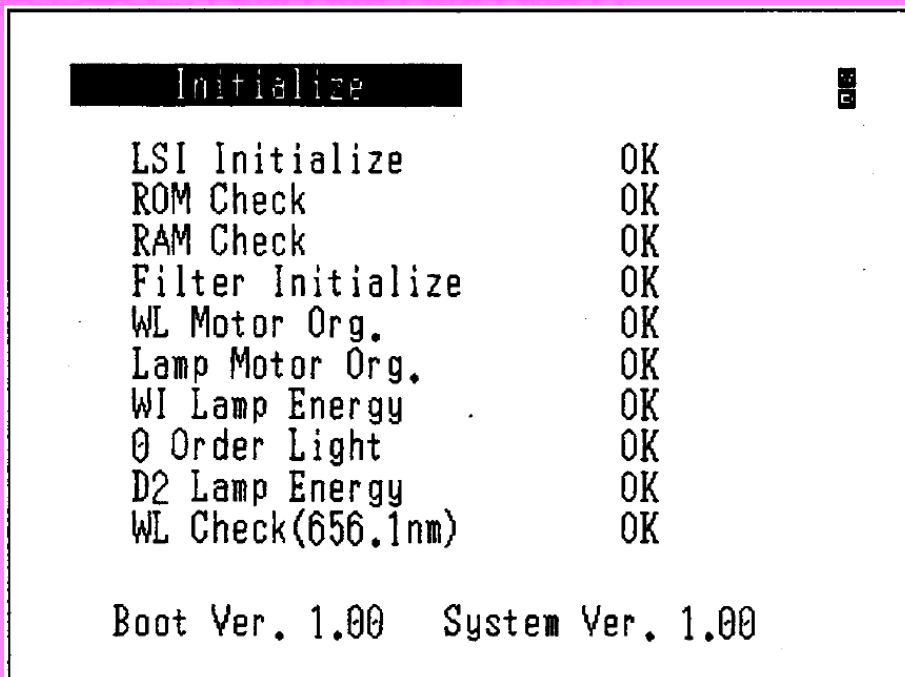 Initialize
LSI Initialize OK
ROM Check OK
RAM Check OK
Filter Initialize OK
WL Motor Org. OK
Lamp Motor Org. OK
WI Lamp Energy OK
0 Order Light OK
D2 Lamp Energy OK
WL Check(656.1nm) OK
Boot Ver. 1.00 System Ver. 1.00